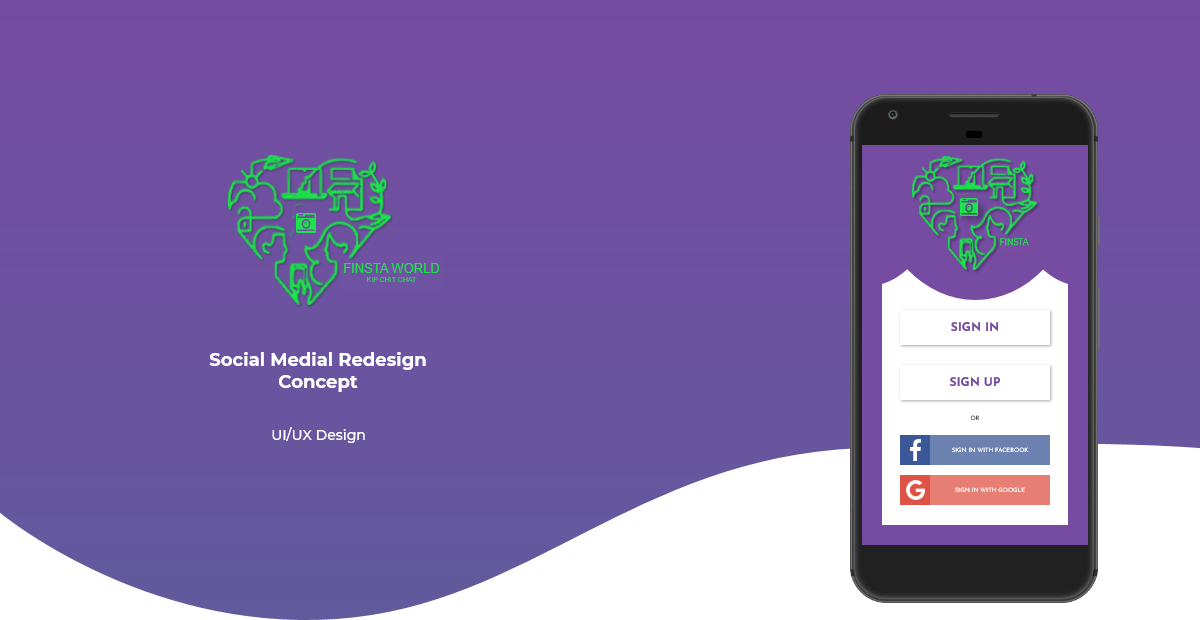 FINSTA WORLD
KIP CHIT CHAT
Social Medial Redesign
Concept
UI/UX Design
FINSTA
SIGN IN
SIGN UP
OR
SIGN IN WITH FACEBOOK
SIGN IN WITH GOOGLE